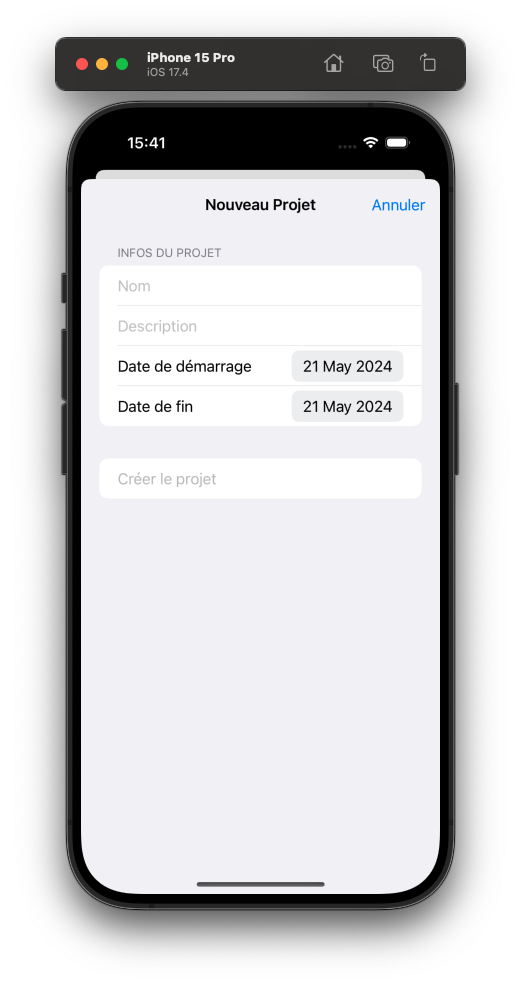 iPhone 15 Pro
iOS 17.4
15:41
Nouveau Projet
Annuler
INFOS DU PROJET
Nom
Description
Date de démarrage 21 May 2024
Date de fin 21 May 2024
Créer le projet